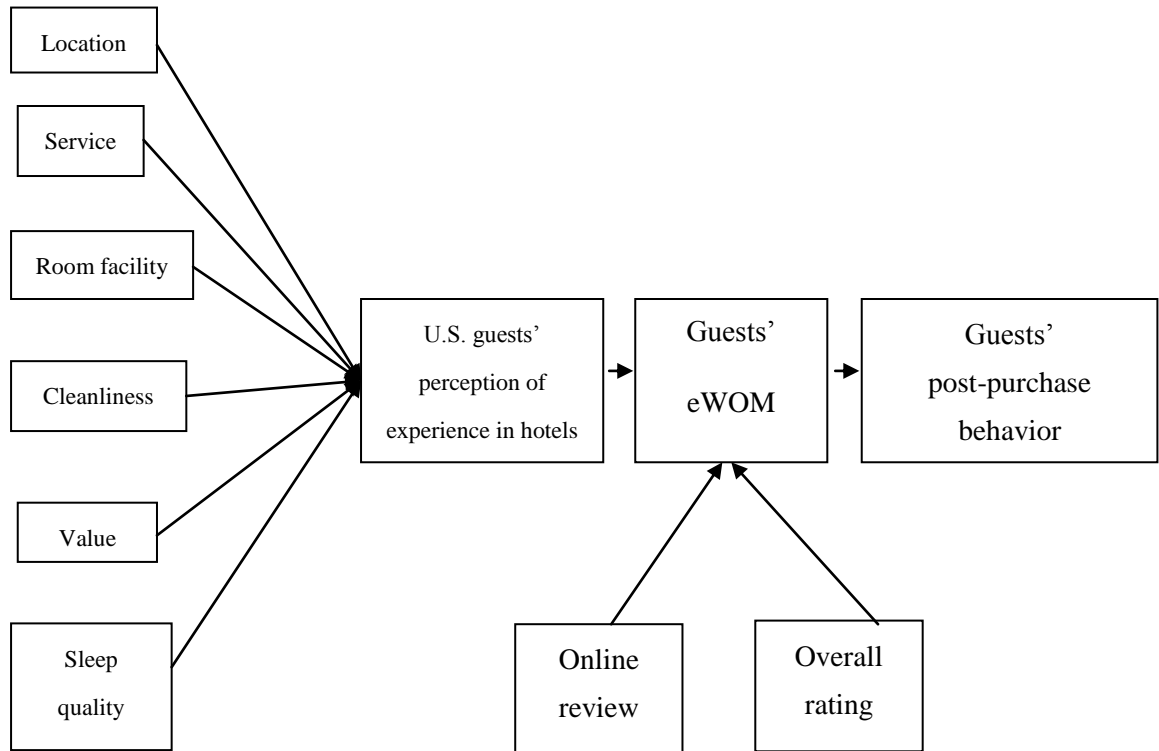 Location
Service
Room facility
Cleanliness
Value
Sleep
quality
U.S. guests’
perception of
experience in hotels
Guests’
eWOM
Guests’
post-purchase
behavior
Online
review
Overall
rating